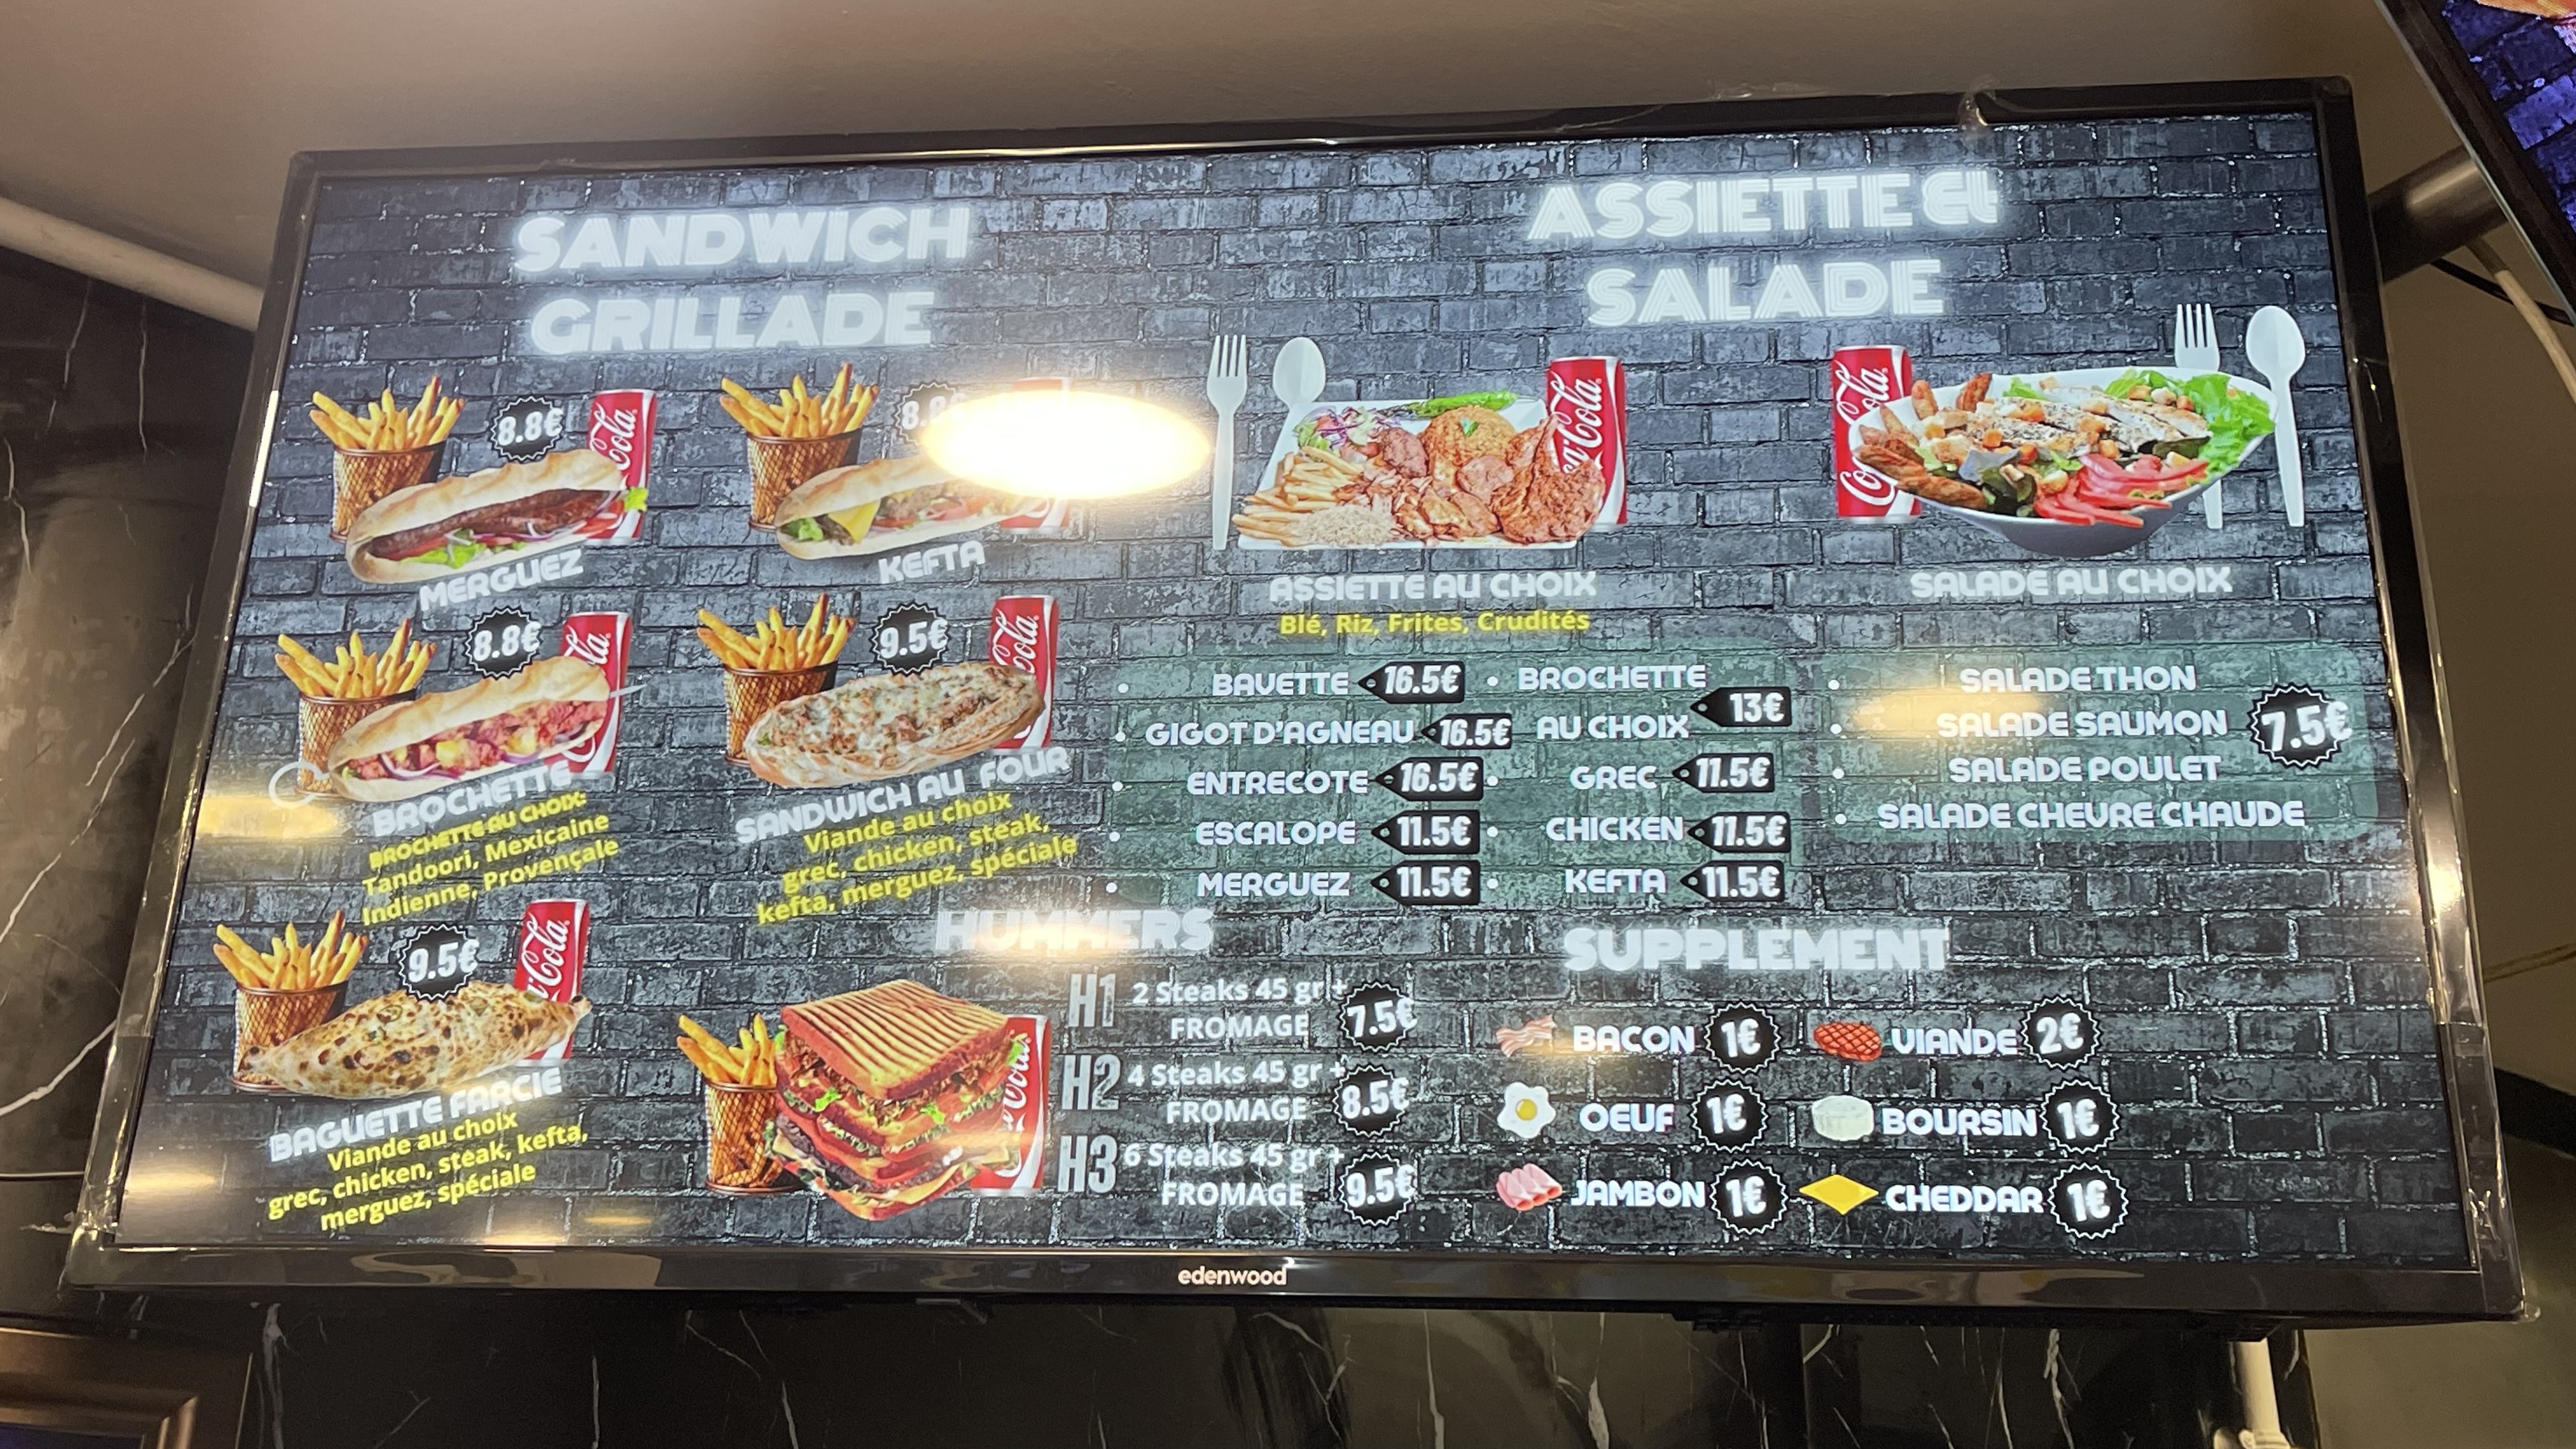 SANDWICH
GRILLADE
8.8€
MERGUEZ
KEFTA
8.8€
BROCHETTE
BROCHETTE AU CHOIX:
Tandoori, Mexicaine
Indienne, Provençale
9.5€
SANDWICH AU FOUR
Viande au choix
grec, chicken, steak,
kefta, merguez, spéciale
9.5€
BAGUETTE FARCIE
Viande au choix
grec, chicken, steak, kefta,
merguez, spéciale
HUMMERS
H1 2 Steaks 45 gr +
FROMAGE 7.5€
H2 4 Steaks 45 gr +
FROMAGE 8.5€
H3 6 Steaks 45 gr +
FROMAGE 9.5€
ASSIETTE &
SALADE
Coca-Cola
ASSIETTE AU CHOIX
Blé, Riz, Frites, Crudités
• BAVETTE 16.5€
• GIGOT D'AGNEAU 16.5€
• ENTRECOTE 16.5€
• ESCALOPE 11.5€
• MERGUEZ 11.5€
• BROCHETTE
AU CHOIX 13€
• GREC 11.5€
• CHICKEN 11.5€
• KEFTA 11.5€
SALADE AU CHOIX
• SALADE THON
• SALADE SAUMON
• SALADE POULET
• SALADE CHEVRE CHAUDE
7.5€
SUPPLEMENT
BACON 1€
VIANDE 2€
OEUF 1€
BOURSIN 1€
JAMBON 1€
CHEDDAR 1€
edenwood